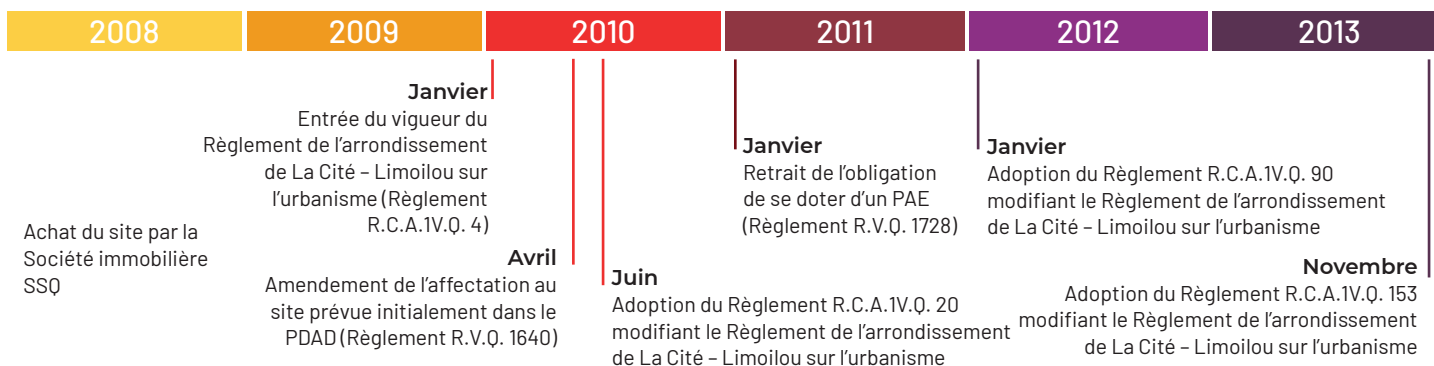 2008
2009
2010
2011
2012
2013
Achat du site par la
Société immobilière
SSQ
Janvier
Entrée du vigueur du
Règlement de l'arrondissement
de La Cité – Limoilou sur
l'urbanisme (Règlement
R.C.A.1V.Q. 4)
Avril
Amendement de l'affectation au
site prévue initialement dans le
PDAD (Règlement R.V.Q. 1640)
Juin
Adoption du Règlement R.C.A.1V.Q. 20
modifiant le Règlement de l'arrondissement
de La Cité – Limoilou sur l'urbanisme
Janvier
Retrait de l'obligation
de se doter d'un PAE
(Règlement R.V.Q. 1728)
Janvier
Adoption du Règlement R.C.A.1V.Q. 90
modifiant le Règlement de l'arrondissement
de La Cité – Limoilou sur l'urbanisme
Novembre
Adoption du Règlement R.C.A.1V.Q. 153
modifiant le Règlement de l'arrondissement
de La Cité – Limoilou sur l'urbanisme